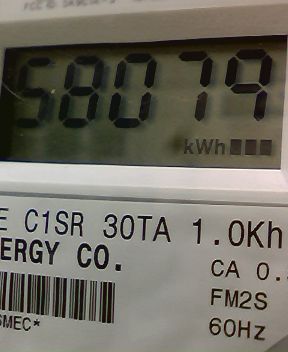 58079
kWh
E C1SR 30TA 1.0Kh
ERGY CO.
CA 0.
FM2S
60Hz
SMEC*